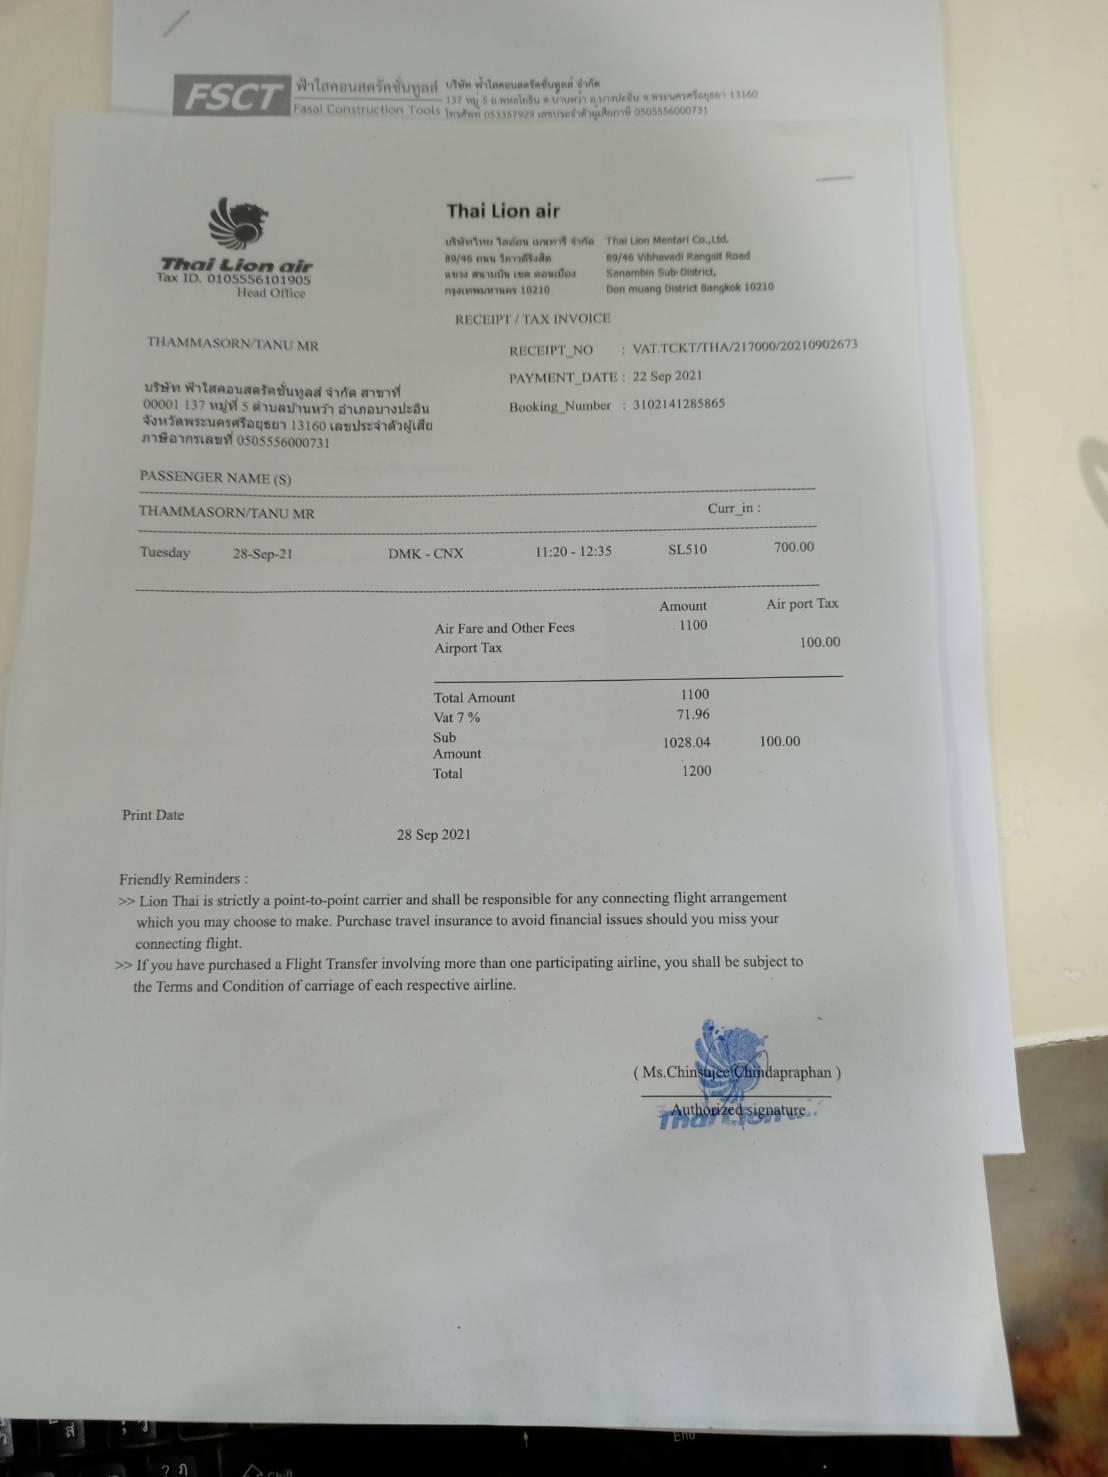 FSCT
ฟ้าใสคอนสตรัคชั่นทูลส์
Fasai Construction Tools
บริษัท ฟ้าใสคอนสตรัคชั่นทูลส์ จำกัด
137 หมู่ 5 ถ.พหลโยธิน ต.บ้านหว้า อ.บางปะอิน จ.พระนครศรีอยุธยา 13160
โทรศัพท์ 053357929 เลขประจำตัวผู้เสียภาษี 0505556000731
Thai Lion air
Tax ID. 0105556101905
Head Office
Thai Lion air
บริษัทไทย ไลอ้อน เมนทารี จำกัด Thai Lion Mentari Co.,Ltd.
89/46 ถนน วิภาวดีรังสิต 89/46 Vibhavadi Rangsit Road
แขวง สนามบิน เขต ดอนเมือง Sanambin Sub-District,
กรุงเทพมหานคร 10210 Don muang District Bangkok 10210
RECEIPT / TAX INVOICE
THAMMASORN/TANU MR
RECEIPT_NO : VAT.TCKT/THA/217000/20210902673
PAYMENT_DATE : 22 Sep 2021
Booking_Number : 3102141285865
บริษัท ฟ้าใสคอนสตรัคชั่นทูลส์ จำกัด สาขาที่
00001 137 หมู่ที่ 5 ตำบลบ้านหว้า อำเภอบางปะอิน
จังหวัดพระนครศรีอยุธยา 13160 เลขประจำตัวผู้เสีย
ภาษีอากรเลขที่ 0505556000731
PASSENGER NAME (S)
THAMMASORN/TANU MR Curr_in :
Tuesday 28-Sep-21 DMK - CNX 11:20 - 12:35 SL510 700.00
Amount Air port Tax
Air Fare and Other Fees 1100
Airport Tax 100.00
Total Amount 1100
Vat 7 % 71.96
Sub
Amount 1028.04 100.00
Total 1200
Print Date
28 Sep 2021
Friendly Reminders :
>> Lion Thai is strictly a point-to-point carrier and shall be responsible for any connecting flight arrangement
which you may choose to make. Purchase travel insurance to avoid financial issues should you miss your
connecting flight.
>> If you have purchased a Flight Transfer involving more than one participating airline, you shall be subject to
the Terms and Condition of carriage of each respective airline.
( Ms.Chinsujee Chindapraphan )
Authorized signature
Thai Lion